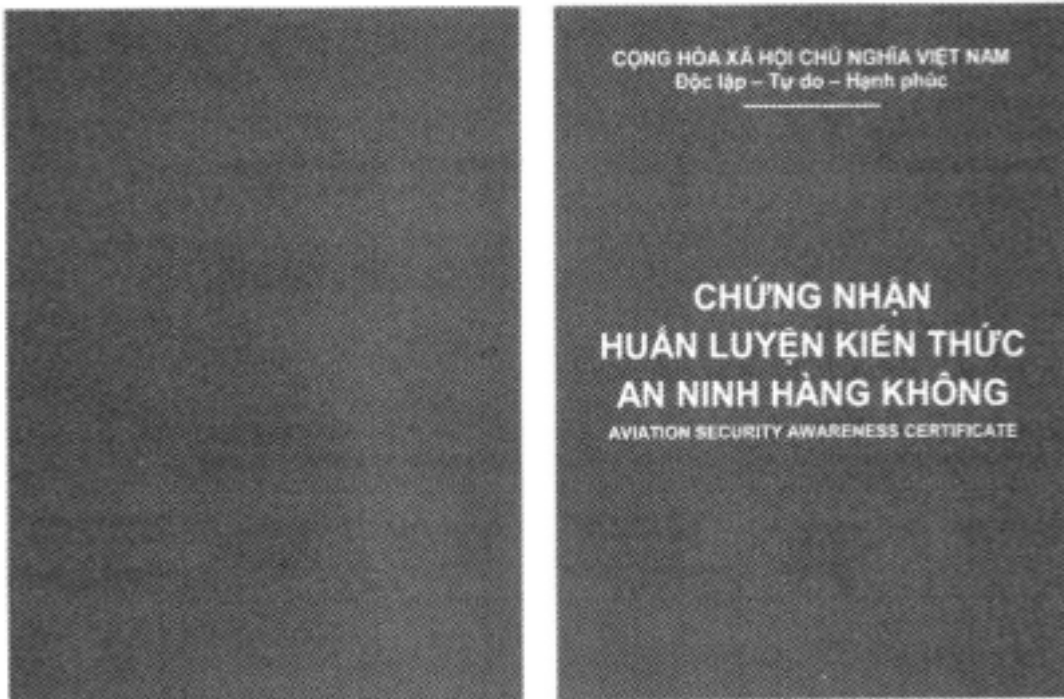 CỘNG HÒA XÃ HỘI CHỦ NGHĨA VIỆT NAM
Độc lập – Tự do – Hạnh phúc
CHỨNG NHẬN
HUẤN LUYỆN KIẾN THỨC
AN NINH HÀNG KHÔNG
AVIATION SECURITY AWARENESS CERTIFICATE